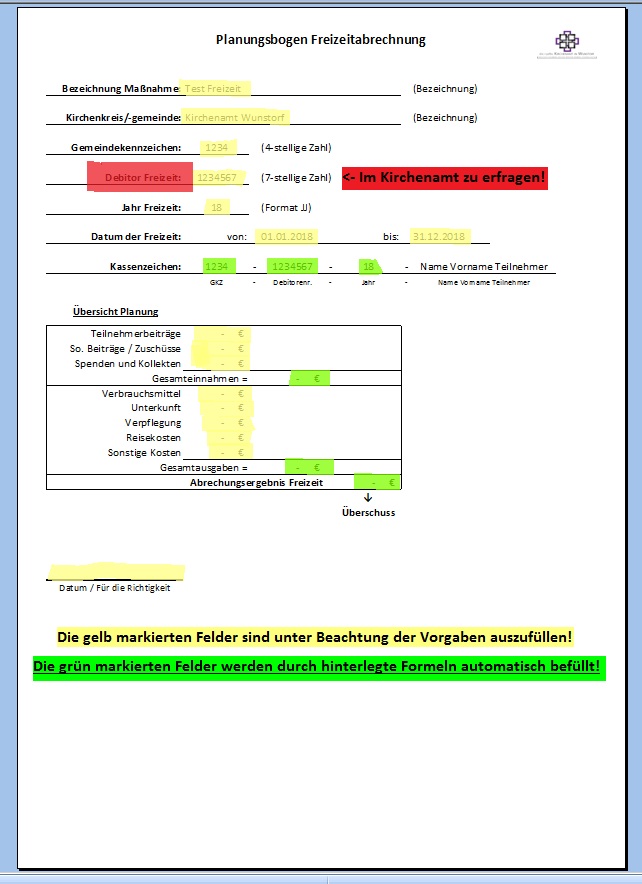 Planungsbogen Freizeitabrechnung
Bezeichnung Maßnahme: Test Freizeit (Bezeichnung)
Kirchenkreis/-gemeinde: Kirchenamt Wunstorf (Bezeichnung)
Gemeindekennzeichen: 1234 (4-stellige Zahl)
Debitor Freizeit: 1234567 (7-stellige Zahl) <- Im Kirchenamt zu erfragen!
Jahr Freizeit: 18 (Format JJ)
Datum der Freizeit: von: 01.01.2018 bis: 31.12.2018
Kassenzeichen: 1234 - 1234567 - 18 - Name Vorname Teilnehmer
GKZ - Debitorennr. - Jahr - Name Vorname Teilnehmer
Übersicht Planung
Teilnehmerbeiträge - €
So. Beiträge / Zuschüsse - €
Spenden und Kollekten - €
Gesamteinnahmen = - €
Verbrauchsmittel - €
Unterkunft - €
Verpflegung - €
Reisekosten - €
Sonstige Kosten - €
Gesamtausgaben = - €
Abrechungsergebnis Freizeit - €
↓
Überschuss
Datum / Für die Richtigkeit
Die gelb markierten Felder sind unter Beachtung der Vorgaben auszufüllen!
Die grün markierten Felder werden durch hinterlegte Formeln automatisch befüllt!